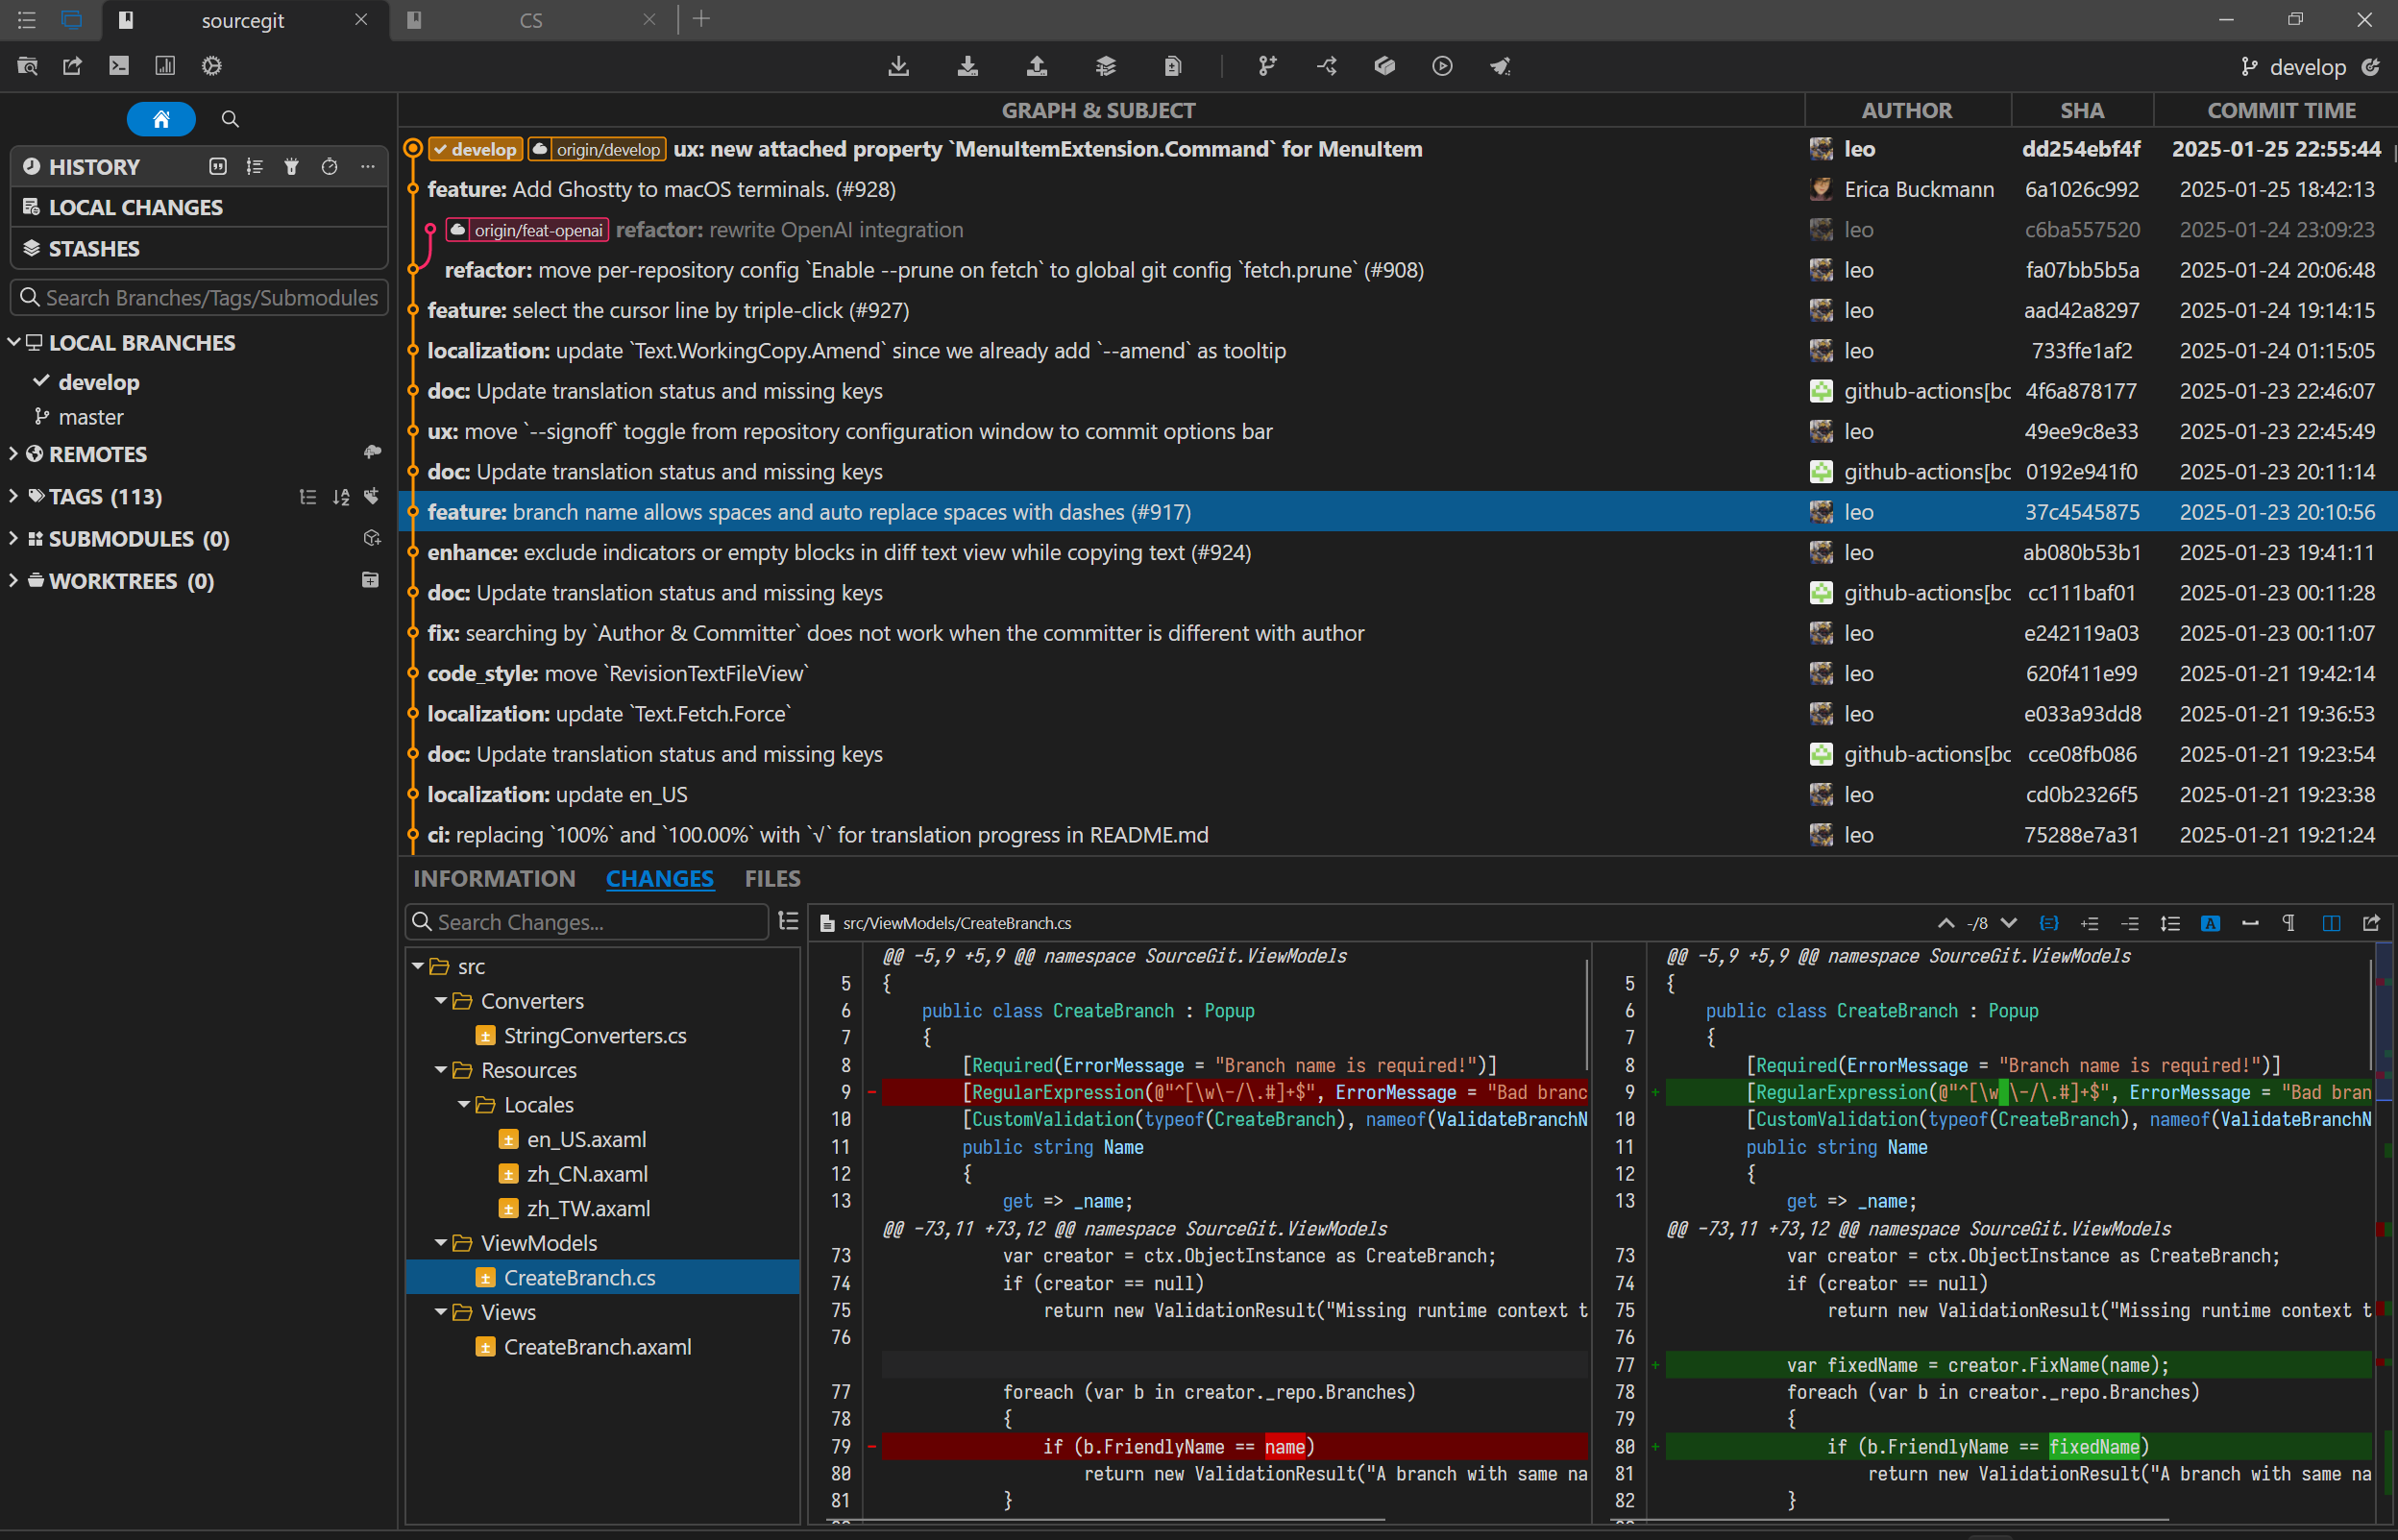 sourcegit
CS
develop
HISTORY
LOCAL CHANGES
STASHES
Search Branches/Tags/Submodules
LOCAL BRANCHES
develop
master
REMOTES
TAGS (113)
SUBMODULES (0)
WORKTREES (0)
GRAPH & SUBJECT AUTHOR SHA COMMIT TIME
develop origin/develop ux: new attached property `MenuItemExtension.Command` for MenuItem leo dd254ebf4f 2025-01-25 22:55:44
feature: Add Ghostty to macOS terminals. (#928) Erica Buckmann 6a1026c992 2025-01-25 18:42:13
origin/feat-openai refactor: rewrite OpenAI integration leo c6ba557520 2025-01-24 23:09:23
refactor: move per-repository config `Enable --prune on fetch` to global git config `fetch.prune` (#908) leo fa07bb5b5a 2025-01-24 20:06:48
feature: select the cursor line by triple-click (#927) leo aad42a8297 2025-01-24 19:14:15
localization: update `Text.WorkingCopy.Amend` since we already add `--amend` as tooltip leo 733ffe1af2 2025-01-24 01:15:05
doc: Update translation status and missing keys github-actions[bc 4f6a878177 2025-01-23 22:46:07
ux: move `--signoff` toggle from repository configuration window to commit options bar leo 49ee9c8e33 2025-01-23 22:45:49
doc: Update translation status and missing keys github-actions[bc 0192e941f0 2025-01-23 20:11:14
feature: branch name allows spaces and auto replace spaces with dashes (#917) leo 37c4545875 2025-01-23 20:10:56
enhance: exclude indicators or empty blocks in diff text view while copying text (#924) leo ab080b53b1 2025-01-23 19:41:11
doc: Update translation status and missing keys github-actions[bc cc111baf01 2025-01-23 00:11:28
fix: searching by `Author & Committer` does not work when the committer is different with author leo e242119a03 2025-01-23 00:11:07
code_style: move `RevisionTextFileView` leo 620f411e99 2025-01-21 19:42:14
localization: update `Text.Fetch.Force` leo e033a93dd8 2025-01-21 19:36:53
doc: Update translation status and missing keys github-actions[bc cce08fb086 2025-01-21 19:23:54
localization: update en_US leo cd0b2326f5 2025-01-21 19:23:38
ci: replacing `100%` and `100.00%` with `√` for translation progress in README.md leo 75288e7a31 2025-01-21 19:21:24
INFORMATION CHANGES FILES
Search Changes...
src
Converters
StringConverters.cs
Resources
Locales
en_US.axaml
zh_CN.axaml
zh_TW.axaml
ViewModels
CreateBranch.cs
Views
CreateBranch.axaml
src/ViewModels/CreateBranch.cs -/8
@@ -5,9 +5,9 @@ namespace SourceGit.ViewModels
5 {
6 public class CreateBranch : Popup
7 {
8 [Required(ErrorMessage = "Branch name is required!")]
9 - [RegularExpression(@"^[\w\-/\.#]+$", ErrorMessage = "Bad branc
10 [CustomValidation(typeof(CreateBranch), nameof(ValidateBranchN
11 public string Name
12 {
13 get => _name;
@@ -73,11 +73,12 @@ namespace SourceGit.ViewModels
73 var creator = ctx.ObjectInstance as CreateBranch;
74 if (creator == null)
75 return new ValidationResult("Missing runtime context t
76
77 foreach (var b in creator._repo.Branches)
78 {
79 - if (b.FriendlyName == name)
80 return new ValidationResult("A branch with same na
81 }
@@ -5,9 +5,9 @@ namespace SourceGit.ViewModels
5 {
6 public class CreateBranch : Popup
7 {
8 [Required(ErrorMessage = "Branch name is required!")]
9 + [RegularExpression(@"^[\w \-/\.#]+$", ErrorMessage = "Bad bran
10 [CustomValidation(typeof(CreateBranch), nameof(ValidateBranchN
11 public string Name
12 {
13 get => _name;
@@ -73,11 +73,12 @@ namespace SourceGit.ViewModels
73 var creator = ctx.ObjectInstance as CreateBranch;
74 if (creator == null)
75 return new ValidationResult("Missing runtime context t
76
77 + var fixedName = creator.FixName(name);
78 foreach (var b in creator._repo.Branches)
79 {
80 + if (b.FriendlyName == fixedName)
81 return new ValidationResult("A branch with same na
82 }